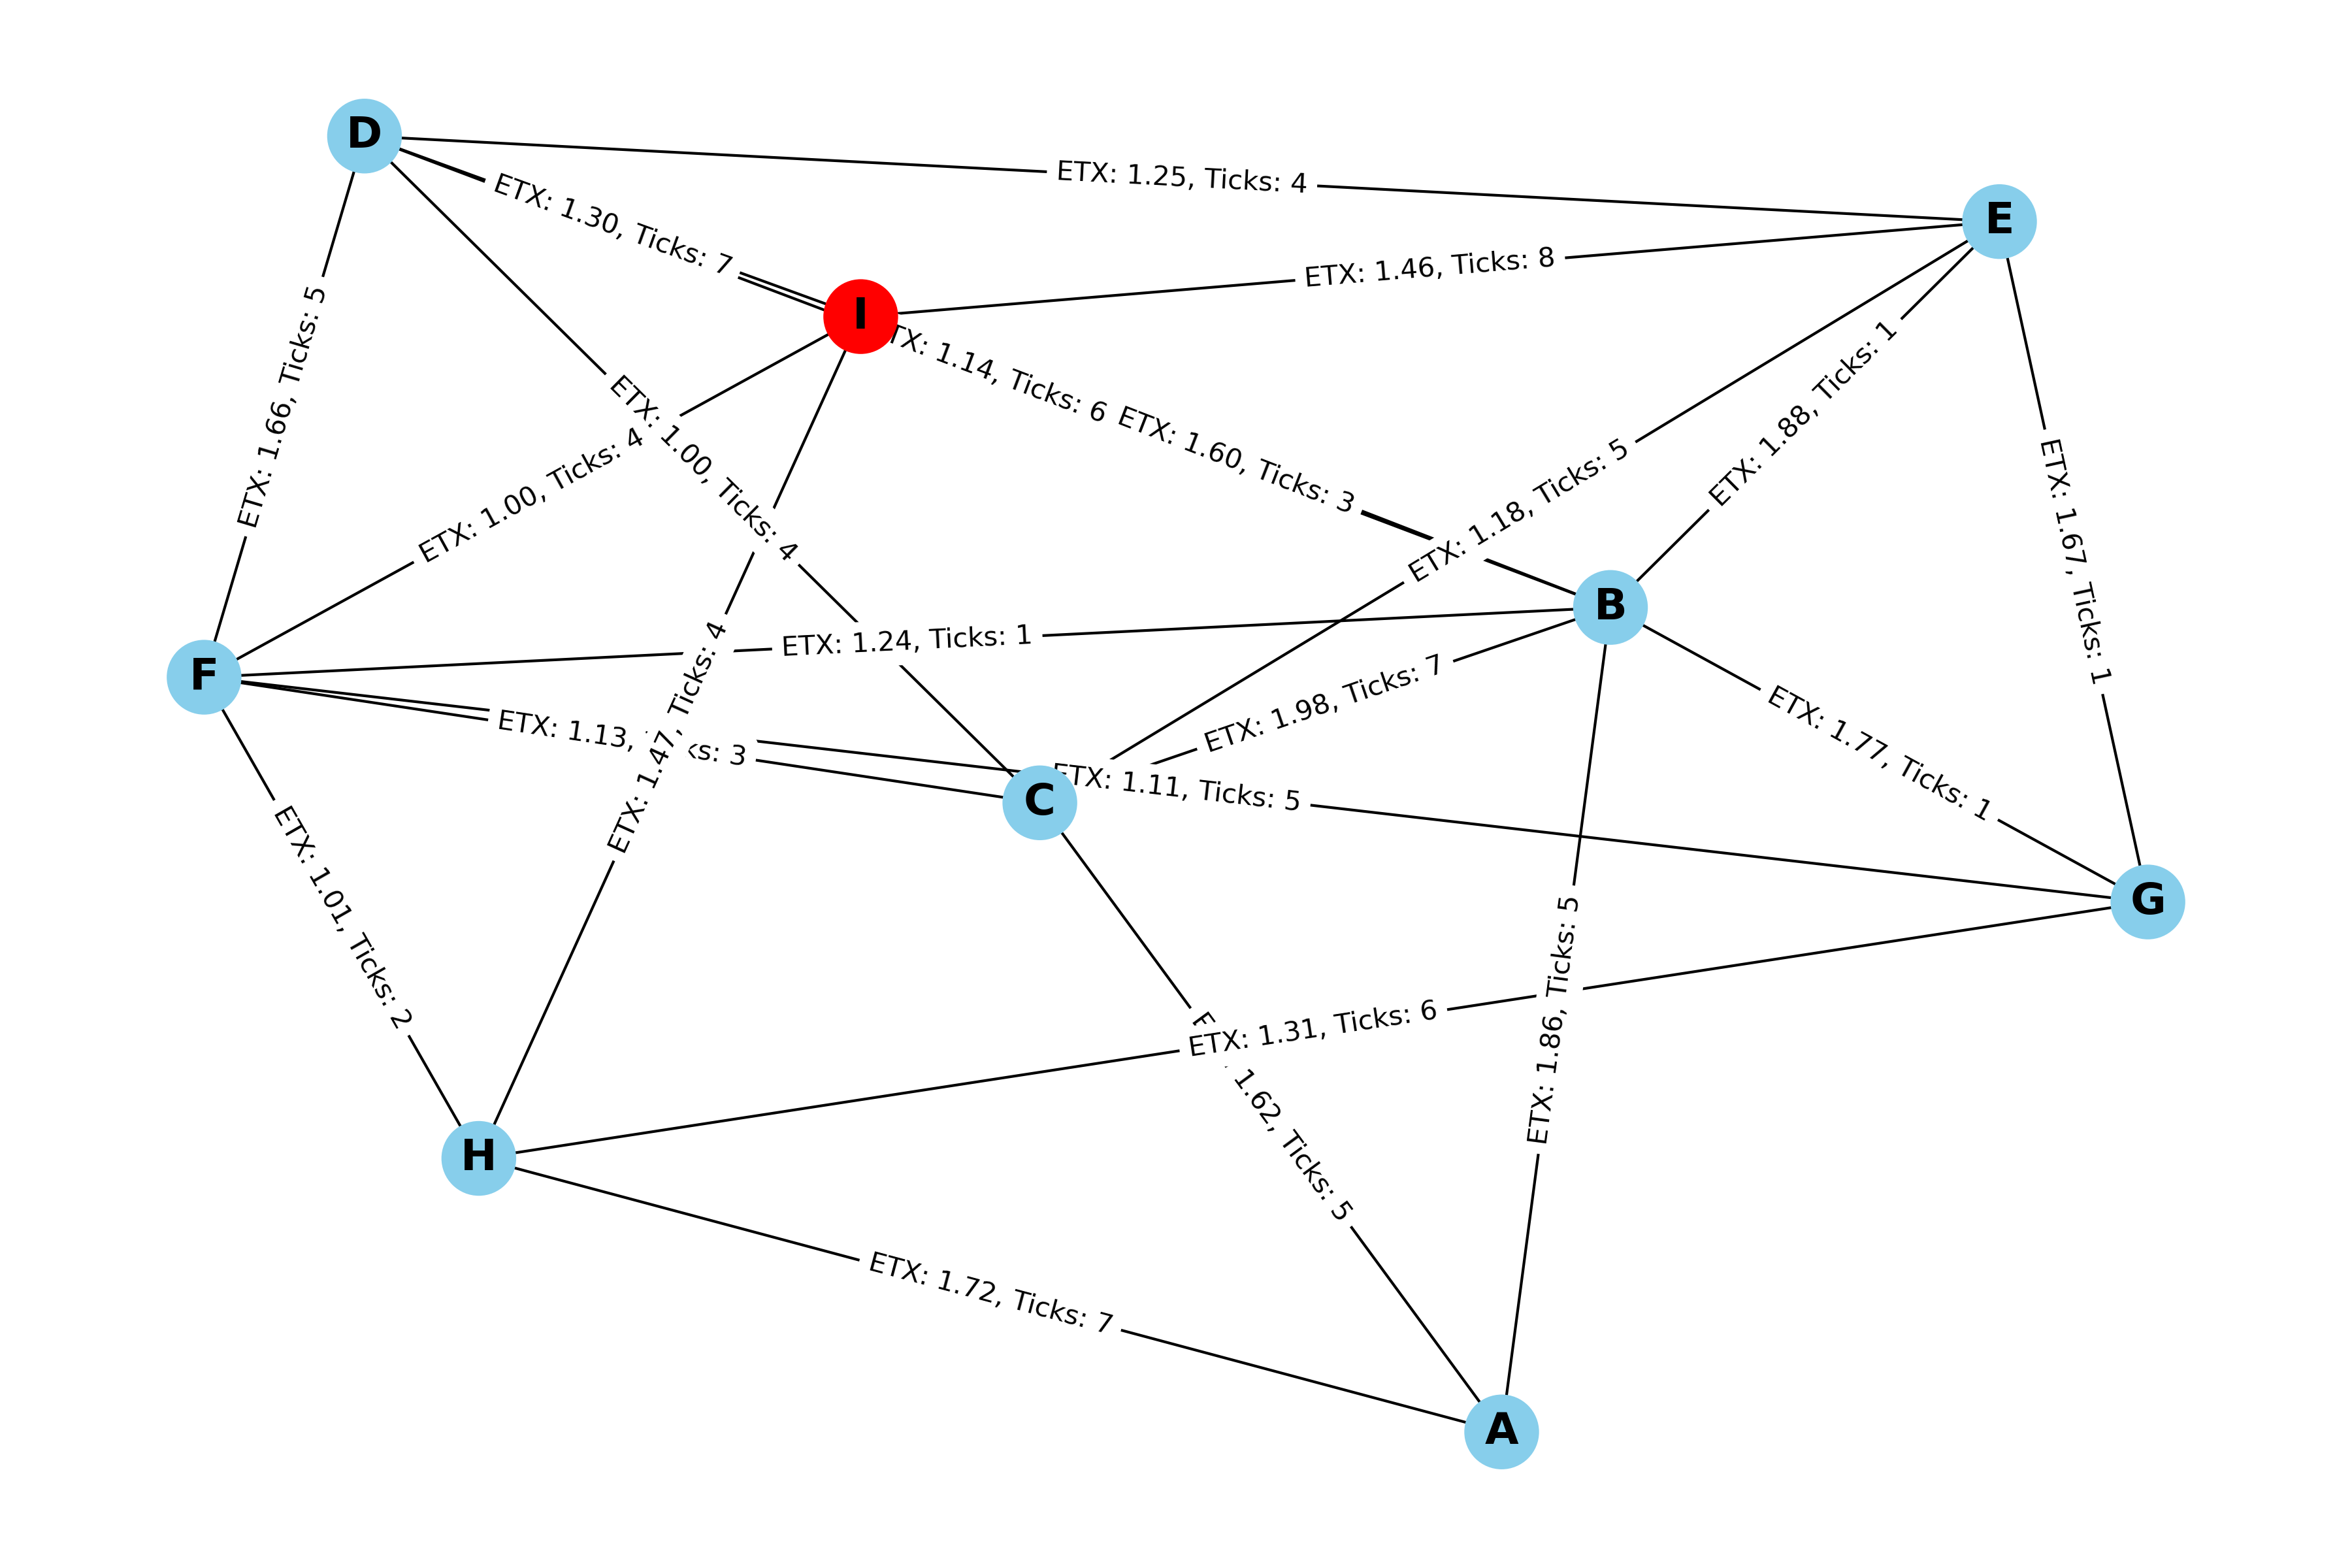 D
ETX: 1.25, Ticks: 4
E
ETX: 1.30, Ticks: 7
ETX: 1.46, Ticks: 8
I
1.14, Ticks: 6
ETX: 1.60, Ticks: 3
ETX: 1.66, Ticks: 5
ETX: 1.00, Ticks: 4
ETX: 1.00, Ticks: 4
ETX: 1.88, Ticks: 1
ETX: 1.18, Ticks: 5
ETX: 1.67, Ticks: 1
B
ETX: 1.24, Ticks: 1
F
ETX: 1.98, Ticks: 7
ETX: 1.13, 3
ETX: 1.47, Ticks: 4
ETX: 1.77, Ticks: 1
ETX: 1.11, Ticks: 5
C
G
ETX: 1.01, Ticks: 2
ETX: 1.86, Ticks: 5
ETX: 1.31, Ticks: 6
1.62, Ticks: 5
H
ETX: 1.72, Ticks: 7
A